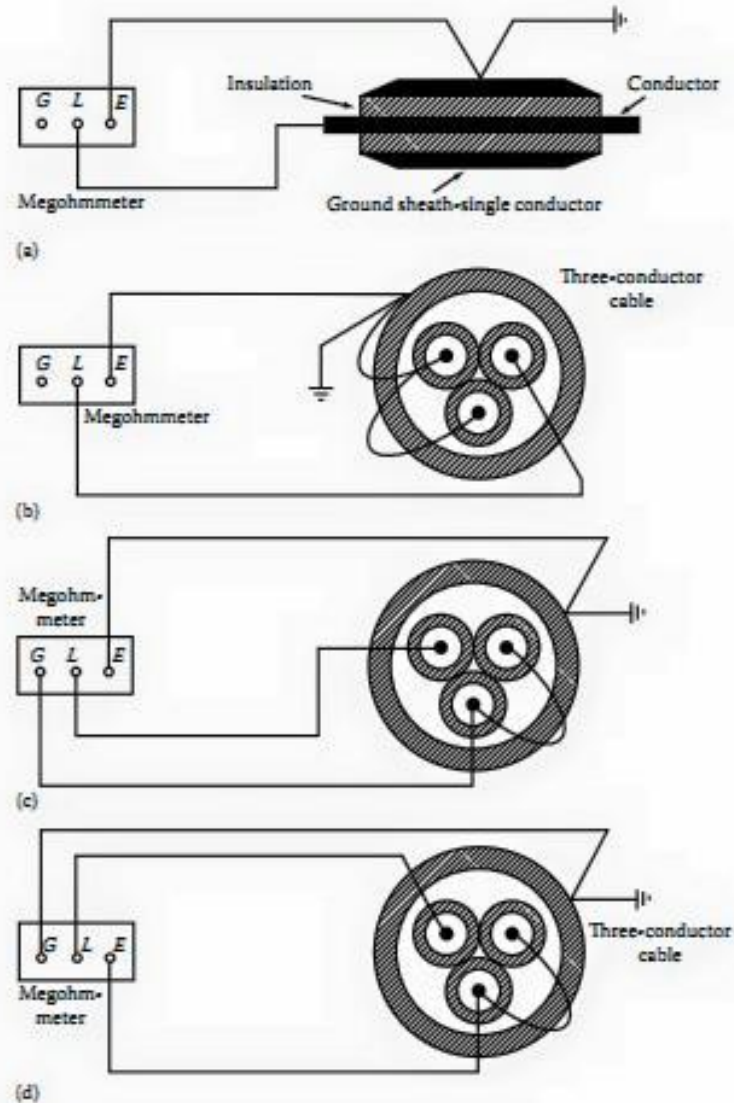 G L E
Insulation
Conductor
Megohmmeter
Ground sheath-single conductor
(a)
Three-conductor
cable
G L E
Megohmmeter
(b)
Megohm-
meter
G L E
(c)
G L E
Three-conductor
cable
Megohm-
meter
(d)